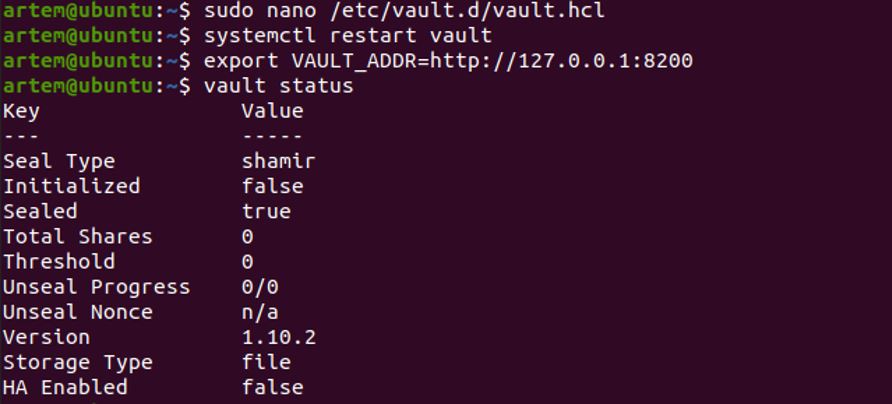 artem@ubuntu:~$ sudo nano /etc/vault.d/vault.hcl
artem@ubuntu:~$ systemctl restart vault
artem@ubuntu:~$ export VAULT_ADDR=http://127.0.0.1:8200
artem@ubuntu:~$ vault status
Key                Value
---                -----
Seal Type          shamir
Initialized        false
Sealed             true
Total Shares       0
Threshold          0
Unseal Progress    0/0
Unseal Nonce       n/a
Version            1.10.2
Storage Type       file
HA Enabled         false